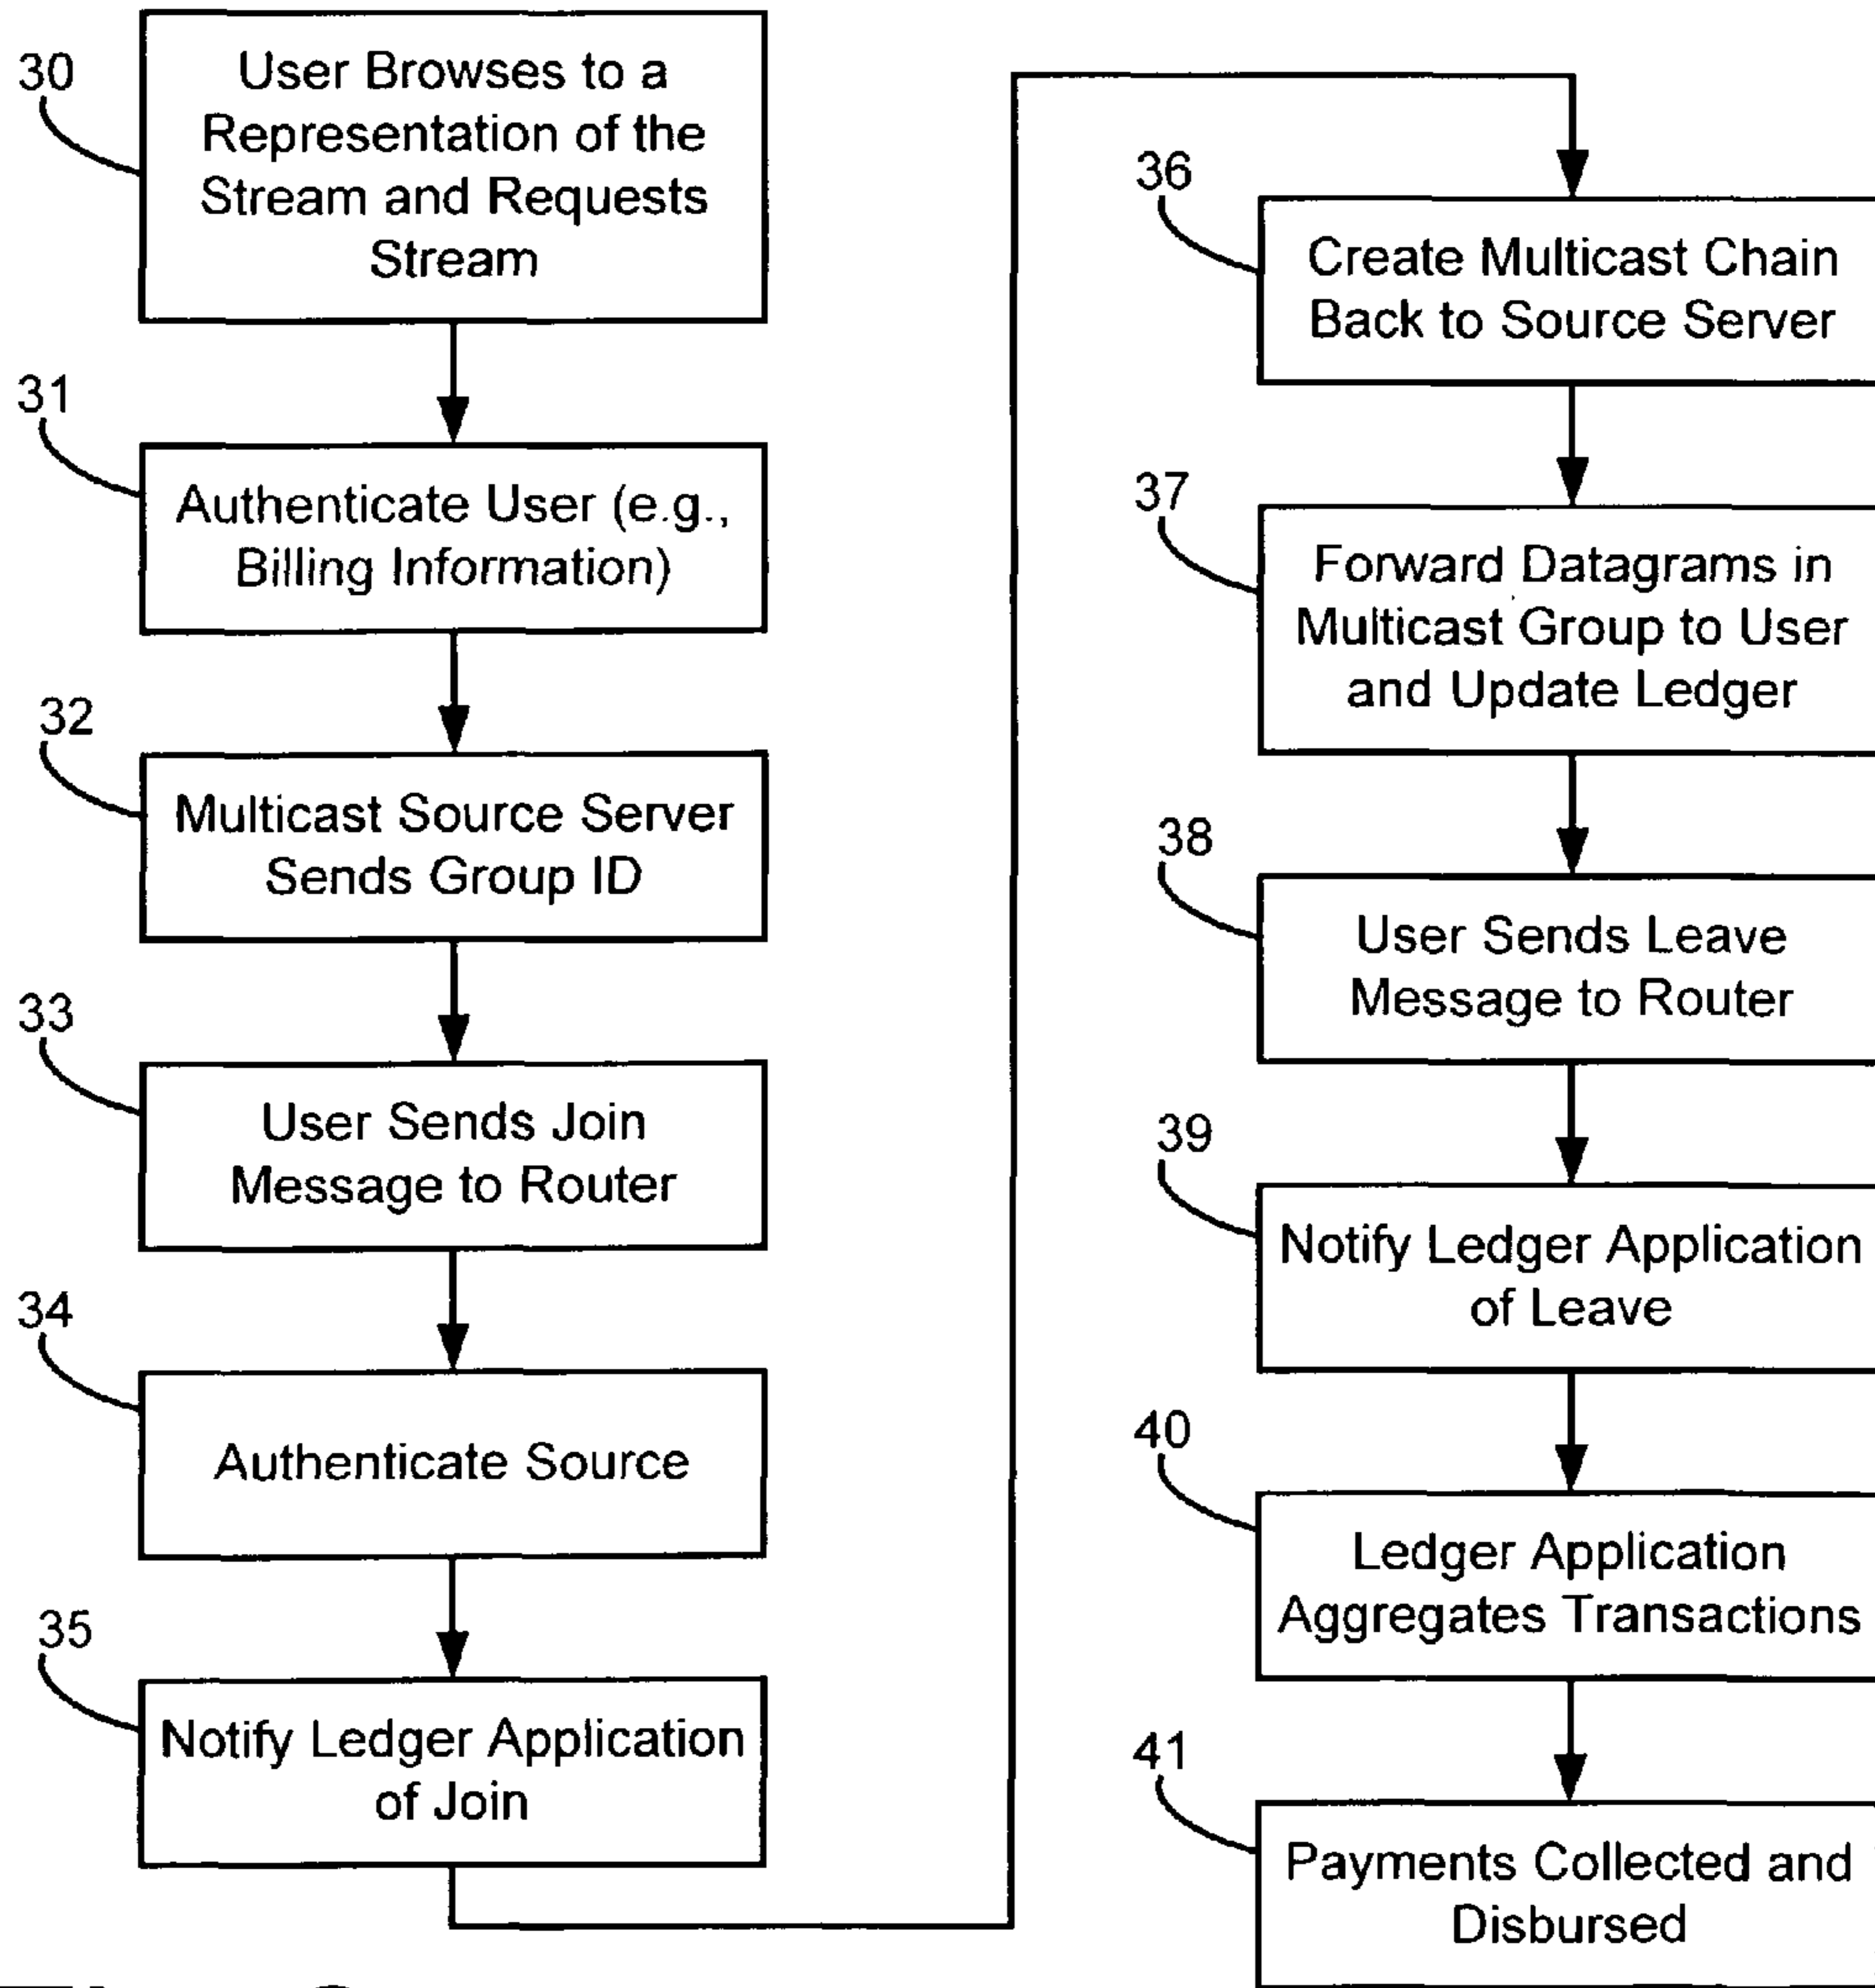 30
User Browses to a
Representation of the
Stream and Requests
Stream
31
Authenticate User (e.g.,
Billing Information)
32
Multicast Source Server
Sends Group ID
33
User Sends Join
Message to Router
34
Authenticate Source
35
Notify Ledger Application
of Join
36
Create Multicast Chain
Back to Source Server
37
Forward Datagrams in
Multicast Group to User
and Update Ledger
38
User Sends Leave
Message to Router
39
Notify Ledger Application
of Leave
40
Ledger Application
Aggregates Transactions
41
Payments Collected and
Disbursed